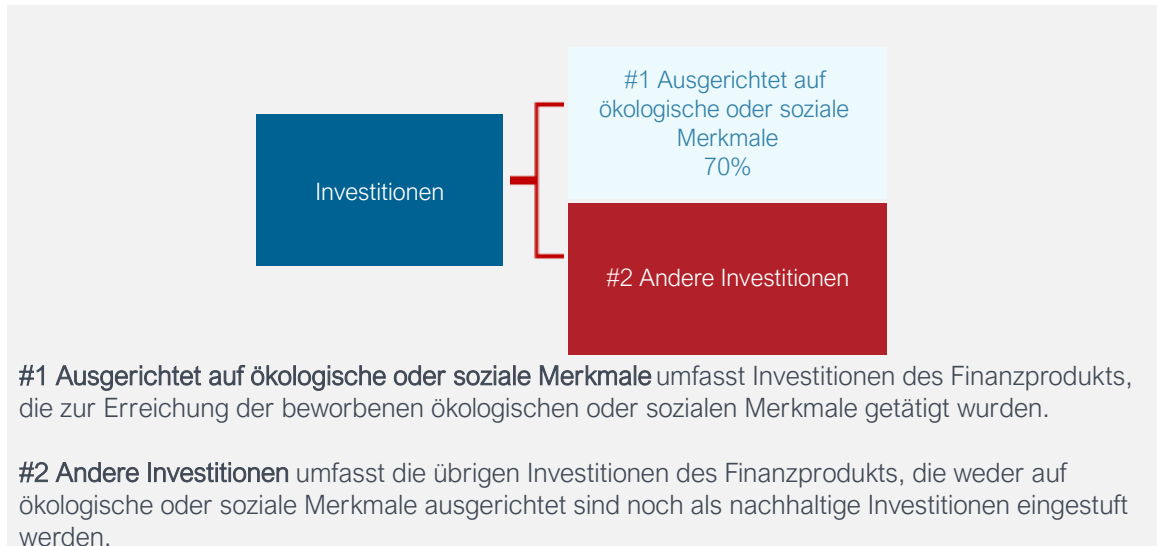 #1 Ausgerichtet auf
ökologische oder soziale
Merkmale
70%
Investitionen
#2 Andere Investitionen
#1 Ausgerichtet auf ökologische oder soziale Merkmale umfasst Investitionen des Finanzprodukts,
die zur Erreichung der beworbenen ökologischen oder sozialen Merkmale getätigt wurden.
#2 Andere Investitionen umfasst die übrigen Investitionen des Finanzprodukts, die weder auf
ökologische oder soziale Merkmale ausgerichtet sind noch als nachhaltige Investitionen eingestuft
werden.